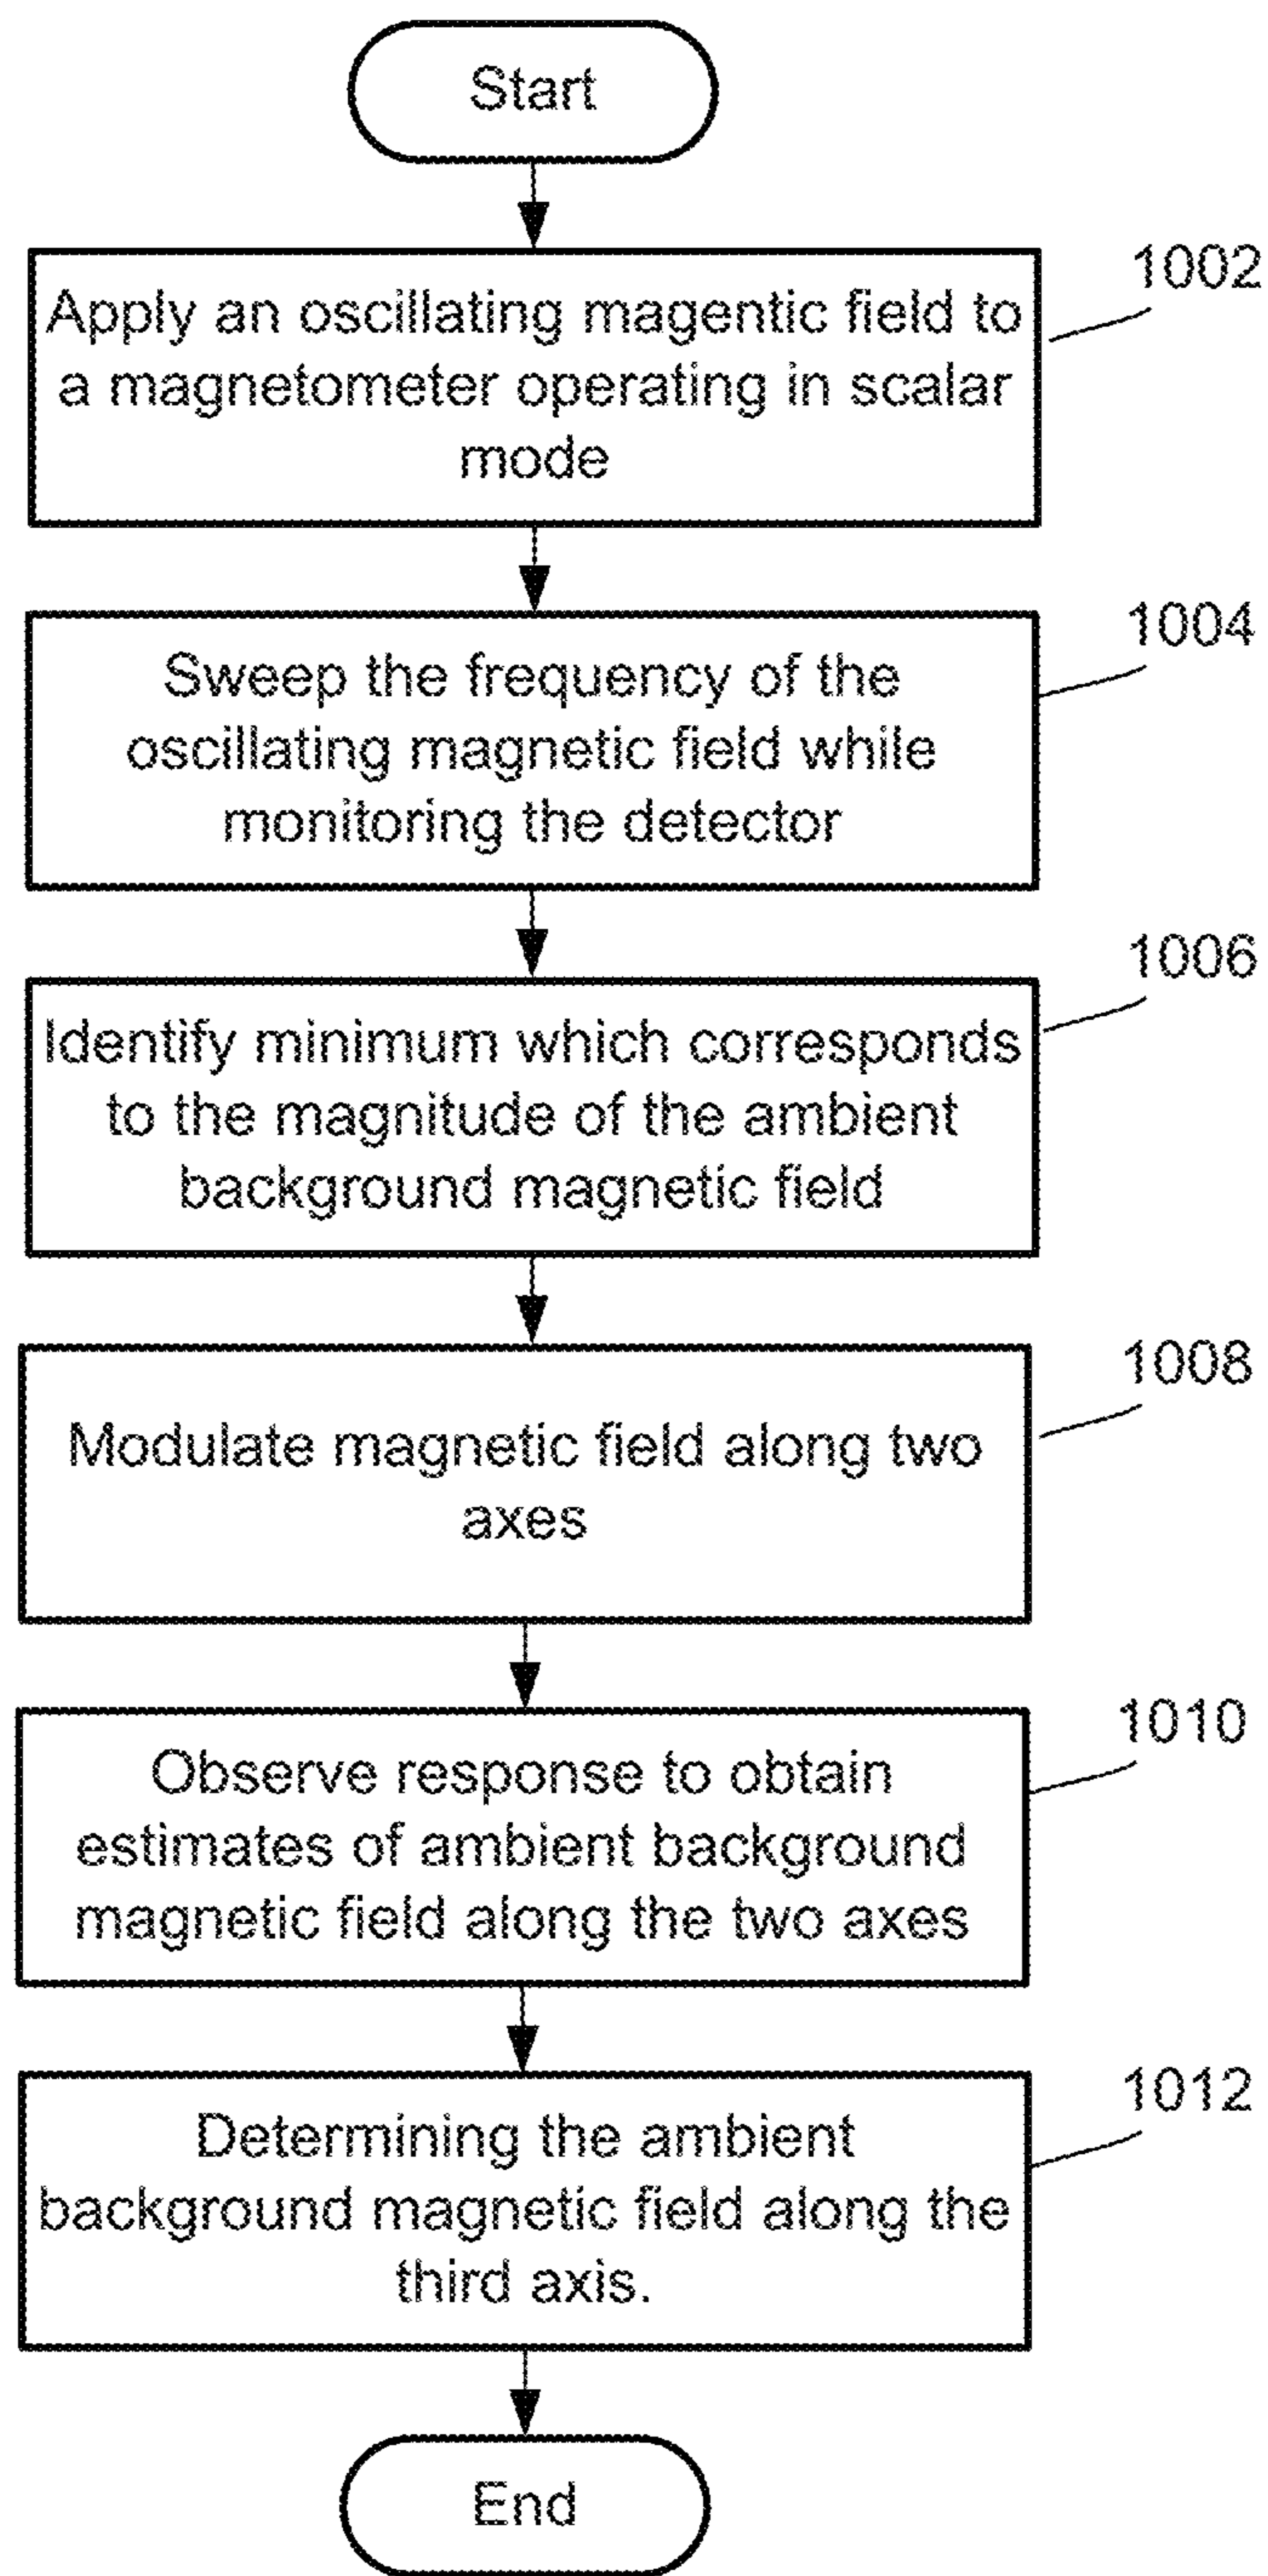 Start
1002
Apply an oscillating magentic field to
a magnetometer operating in scalar
mode
1004
Sweep the frequency of the
oscillating magnetic field while
monitoring the detector
1006
Identify minimum which corresponds
to the magnitude of the ambient
background magnetic field
1008
Modulate magnetic field along two
axes
1010
Observe response to obtain
estimates of ambient background
magnetic field along the two axes
1012
Determining the ambient
background magnetic field along the
third axis.
End